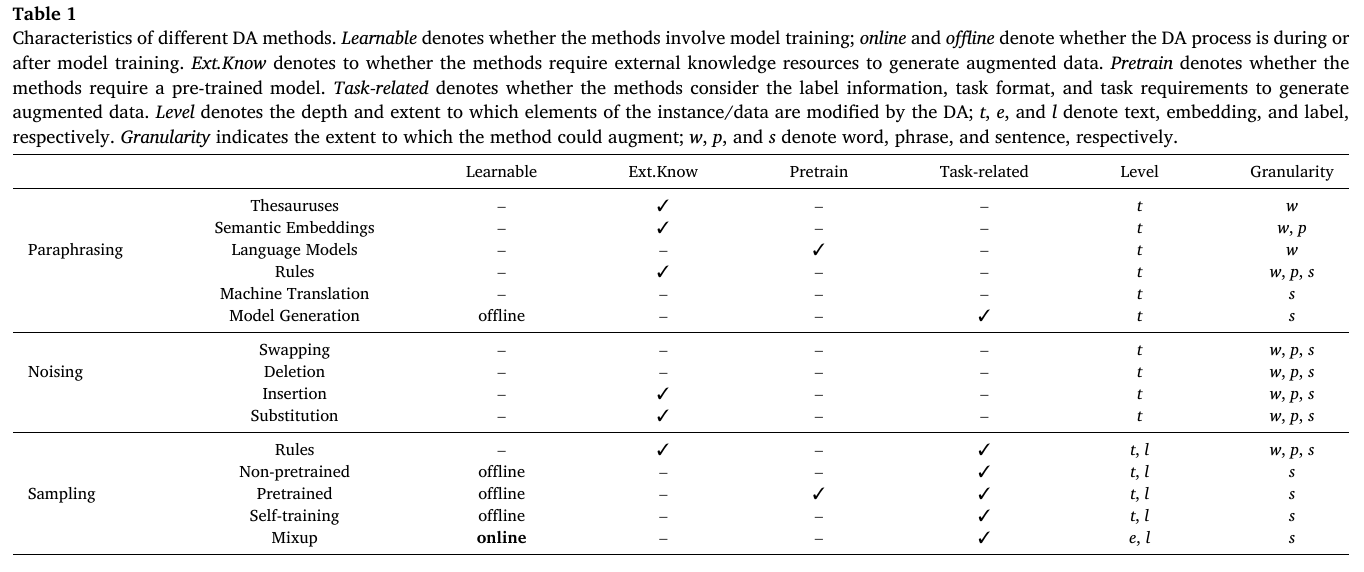 Table 1
Characteristics of different DA methods. Learnable denotes whether the methods involve model training; online and offline denote whether the DA process is during or
after model training. Ext.Know denotes to whether the methods require external knowledge resources to generate augmented data. Pretrain denotes whether the
methods require a pre-trained model. Task-related denotes whether the methods consider the label information, task format, and task requirements to generate
augmented data. Level denotes the depth and extent to which elements of the instance/data are modified by the DA; t, e, and l denote text, embedding, and label,
respectively. Granularity indicates the extent to which the method could augment; w, p, and s denote word, phrase, and sentence, respectively.
Learnable Ext.Know Pretrain Task-related Level Granularity
Thesauruses – ✓ – – t w
Semantic Embeddings – ✓ – – t w, p
Paraphrasing Language Models – – ✓ – t w
Rules – ✓ – – t w, p, s
Machine Translation – – – – t s
Model Generation offline – – ✓ t s
Swapping – – – – t w, p, s
Noising Deletion – – – – t w, p, s
Insertion – ✓ – – t w, p, s
Substitution – ✓ – – t w, p, s
Rules – ✓ – ✓ t, l w, p, s
Non-pretrained offline – – ✓ t, l s
Sampling Pretrained offline – ✓ ✓ t, l s
Self-training offline – – ✓ t, l s
Mixup online – – ✓ e, l s